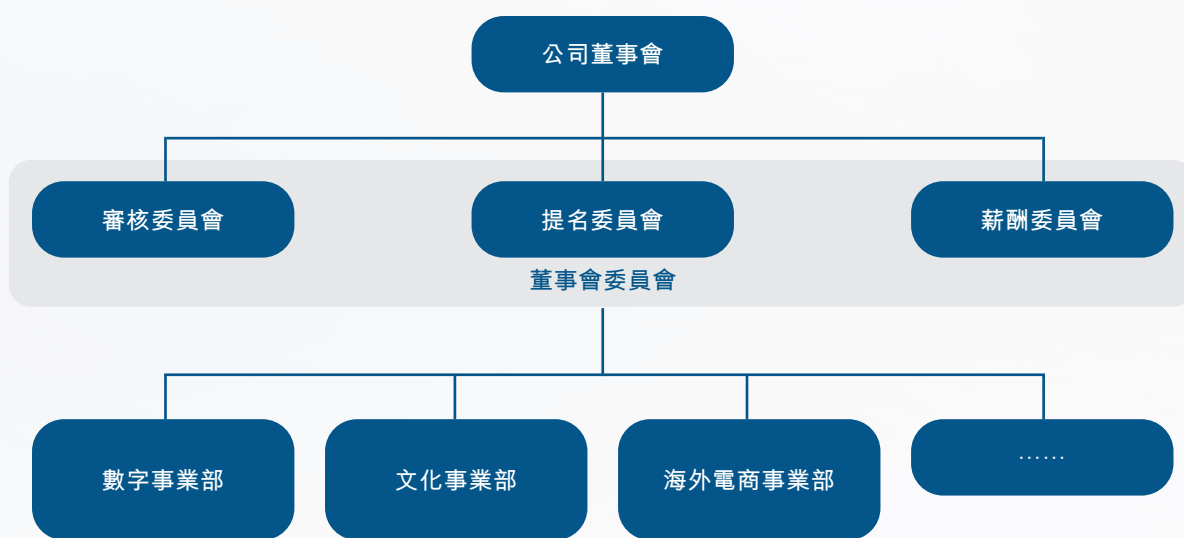 公司董事會
審核委員會
提名委員會
薪酬委員會
董事會委員會
數字事業部
文化事業部
海外電商事業部
……